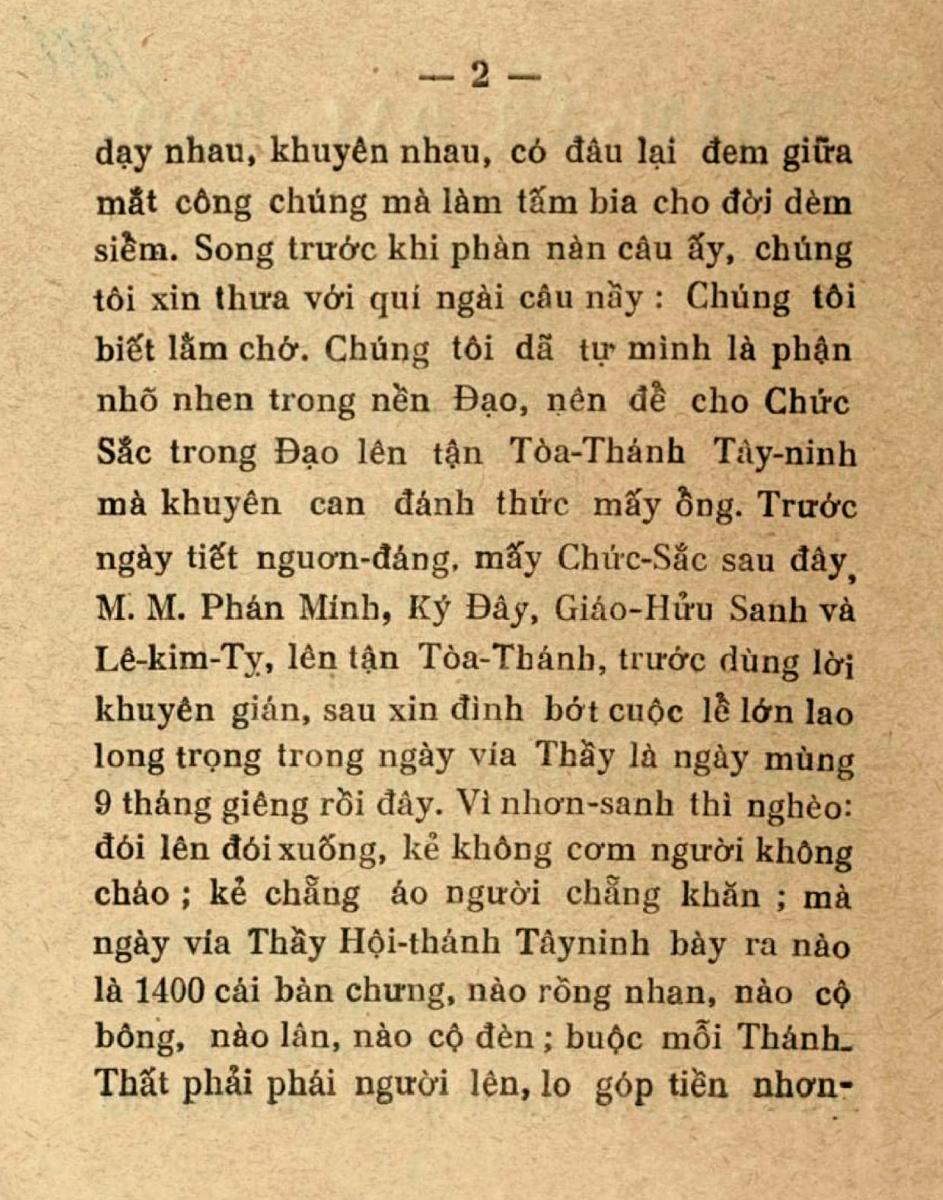 — 2 —
dạy nhau, khuyên nhau, có đâu lại đem giữa
mắt công chúng mà làm tấm bia cho đời dèm
siềm. Song trước khi phàn nàn câu ấy, chúng
tôi xin thưa với quí ngài câu nầy : Chúng tôi
biết lắm chớ. Chúng tôi dã tự mình là phận
nhõ nhen trong nền Đạo, nên để cho Chức
Sắc trong Đạo lên tận Tòa-Thánh Tây-ninh
mà khuyên can đánh thức mấy ổng. Trước
ngày tiết nguơn-đáng, mấy Chức-Sắc sau đây,
M. M. Phán Mính, Ký Đây, Giáo-Hửu Sanh và
Lê-kim-Tỵ, lên tận Tòa-Thánh, trước dùng lời
khuyên gián, sau xin đình bớt cuộc lề lớn lao
long trọng trong ngày vía Thầy là ngày mùng
9 tháng giêng rồi đây. Vì nhơn-sanh thì nghèo:
đói lên đói xuống, kẻ không cơm người không
cháo ; kẻ chẵng áo người chẵng khăn ; mà
ngày vía Thầy Hội-thánh Tâyninh bày ra nào
là 1400 cái bàn chưng, nào rồng nhan, nào cộ
bông, nào lân, nào cộ đèn ; buộc mỗi Thánh-
Thất phải phái người lên, lo góp tiền nhơn-